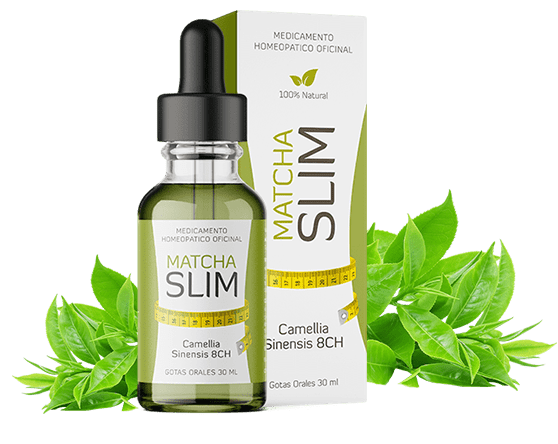 MEDICAMENTO
HOMEOPATICO OFICINAL
100% Natural
MATCHA
SLIM
Camellia
Sinensis 8CH
Gotas Orales 30 ml
MEDICAMENTO
HOMEOPATICO OFICINAL
MATCHA
SLIM
Camellia
Sinensis 8CH
GOTAS ORALES 30 ML